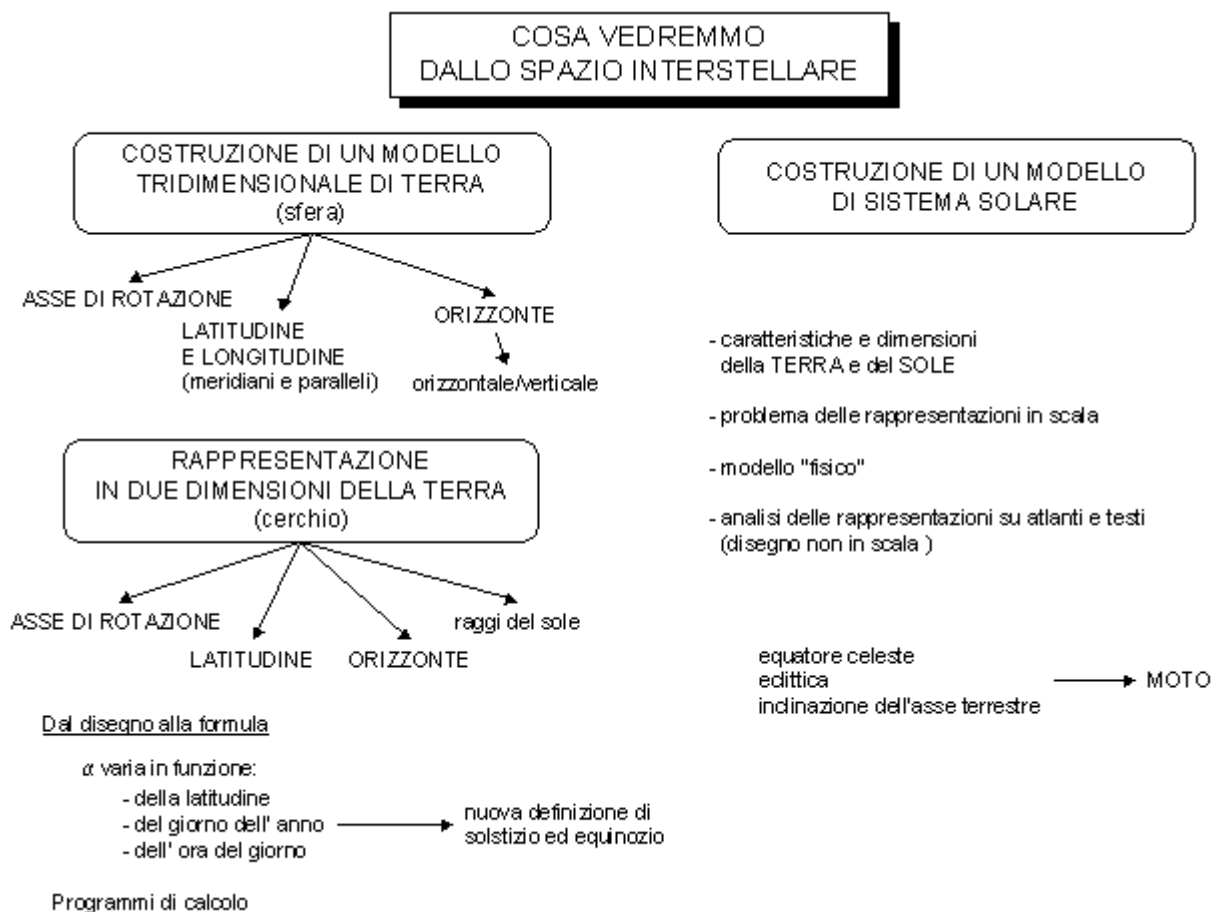 COSA VEDREMMO
DALLO SPAZIO INTERSTELLARE
COSTRUZIONE DI UN MODELLO
TRIDIMENSIONALE DI TERRA
(sfera)
ASSE DI ROTAZIONE
LATITUDINE
E LONGITUDINE
(meridiani e paralleli)
ORIZZONTE
orizzontale/verticale
RAPPRESENTAZIONE
IN DUE DIMENSIONI DELLA TERRA
(cerchio)
ASSE DI ROTAZIONE
LATITUDINE
ORIZZONTE
raggi del sole
Dal disegno alla formula
α varia in funzione:
- della latitudine
- del giorno dell' anno
- dell' ora del giorno
nuova definizione di
solstizio ed equinozio
Programmi di calcolo
COSTRUZIONE DI UN MODELLO
DI SISTEMA SOLARE
- caratteristiche e dimensioni
della TERRA e del SOLE
- problema delle rappresentazioni in scala
- modello "fisico"
- analisi delle rappresentazioni su atlanti e testi
(disegno non in scala )
equatore celeste
eclittica
inclinazione dell'asse terrestre
MOTO